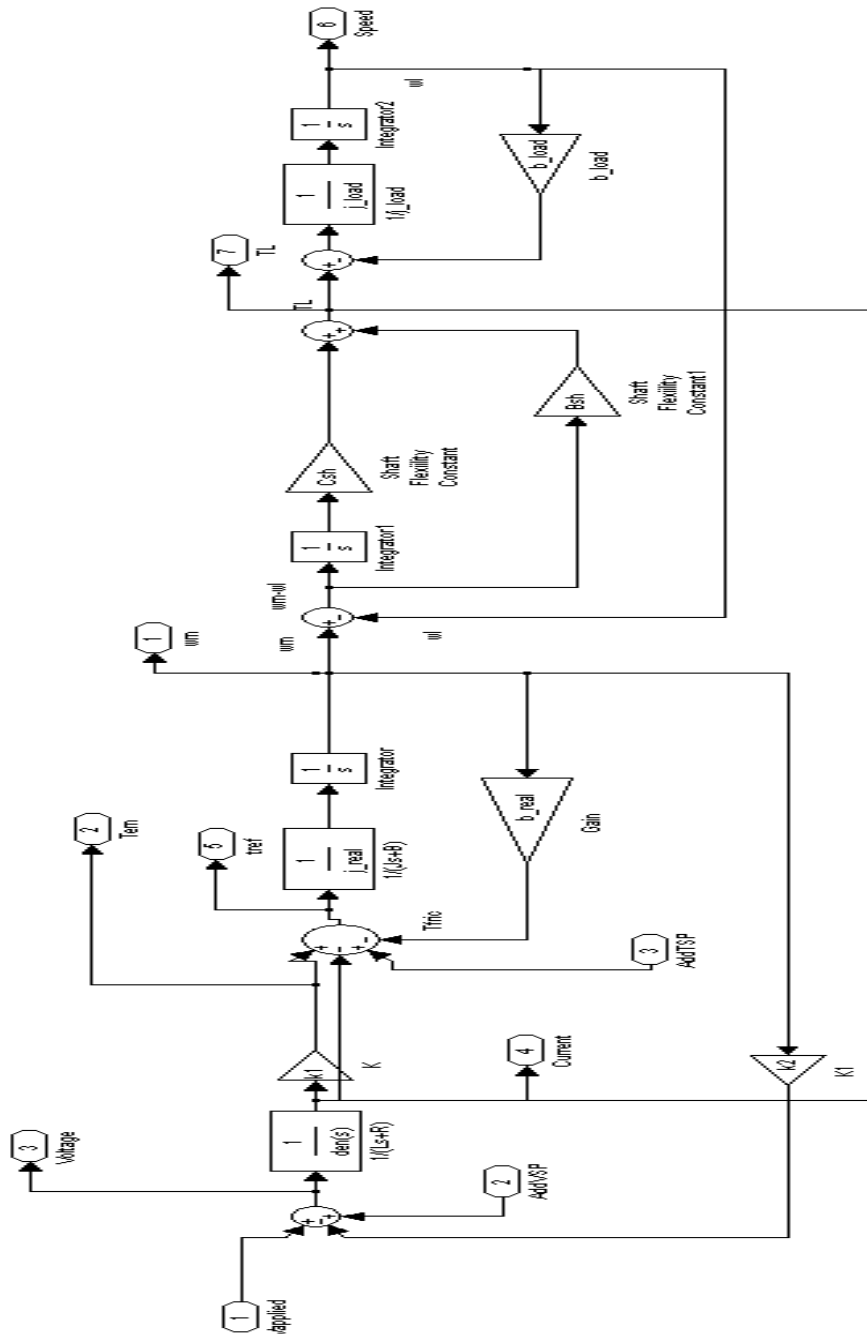 3
Voltage
2
Tem
1
wm
5
tref
7
TL
1
Vapplied
1
den(s)
1/(Ls+R)
k1
K
1
j_real
1/(Js+B)
1
s
Integrator
wm
wm-wl
1
s
Integrator1
Csh
Shaft
Flexiility
Constant
TL
1
j_load
1/j_load
1
s
Integrator2
6
Speed
2
AddVSP
4
Current
Tfric
b_real
Gain
wl
Bsh
Shaft
Flexiility
Constant1
b_load
b_load
wl
3
AddTSP
k2
K1